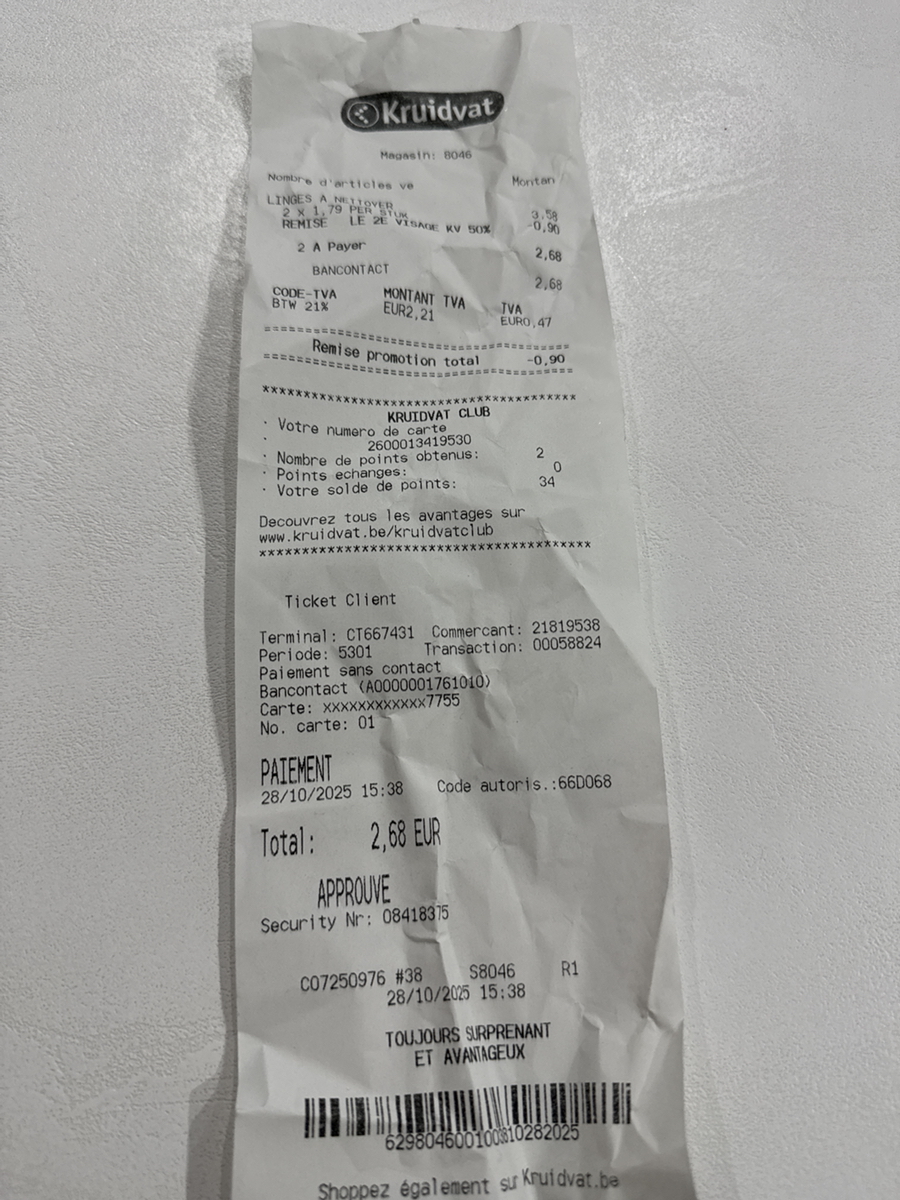 Kruidvat
Magasin: 8046
Nombre d'articles ve Montan
LINGES A NETTOYER
2 X 1,79 PER STUK 3,58
REMISE LE 2E VISAGE KV 50% -0,90
2 A Payer 2,68
BANCONTACT 2,68
CODE-TVA MONTANT TVA TVA
BTW 21% EUR2,21 EUR0,47
========================================
Remise promotion total -0,90
========================================
****************************************
KRUIDVAT CLUB
· Votre numero de carte
· 2600013419530
· Nombre de points obtenus: 2
· Points echanges: 0
· Votre solde de points: 34
Decouvrez tous les avantages sur
www.kruidvat.be/kruidvatclub
****************************************
Ticket Client
Terminal: CT667431 Commercant: 21819538
Periode: 5301 Transaction: 00058824
Paiement sans contact
Bancontact (A0000001761010)
Carte: xxxxxxxxxxxx7755
No. carte: 01
PAIEMENT
28/10/2025 15:38 Code autoris.:66D068
Total: 2,68 EUR
APPROUVE
Security Nr: 08418375
C07250976 #38 S8046 R1
28/10/2025 15:38
TOUJOURS SURPRENANT
ET AVANTAGEUX
Shoppez également sur Kruidvat.be